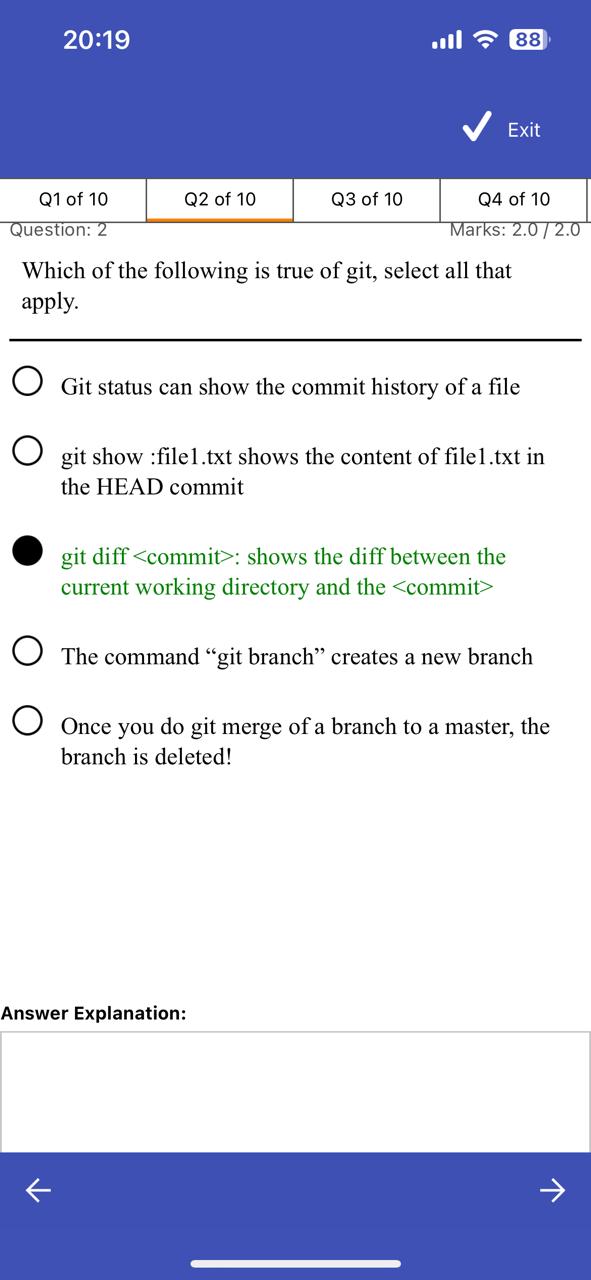 20:19
88
Exit
Q1 of 10
Q2 of 10
Q3 of 10
Q4 of 10
Question: 2
Marks: 2.0 / 2.0
Which of the following is true of git, select all that
apply.
Git status can show the commit history of a file
git show :file1.txt shows the content of file1.txt in
the HEAD commit
git diff <commit>: shows the diff between the
current working directory and the <commit>
The command “git branch” creates a new branch
Once you do git merge of a branch to a master, the
branch is deleted!
Answer Explanation: